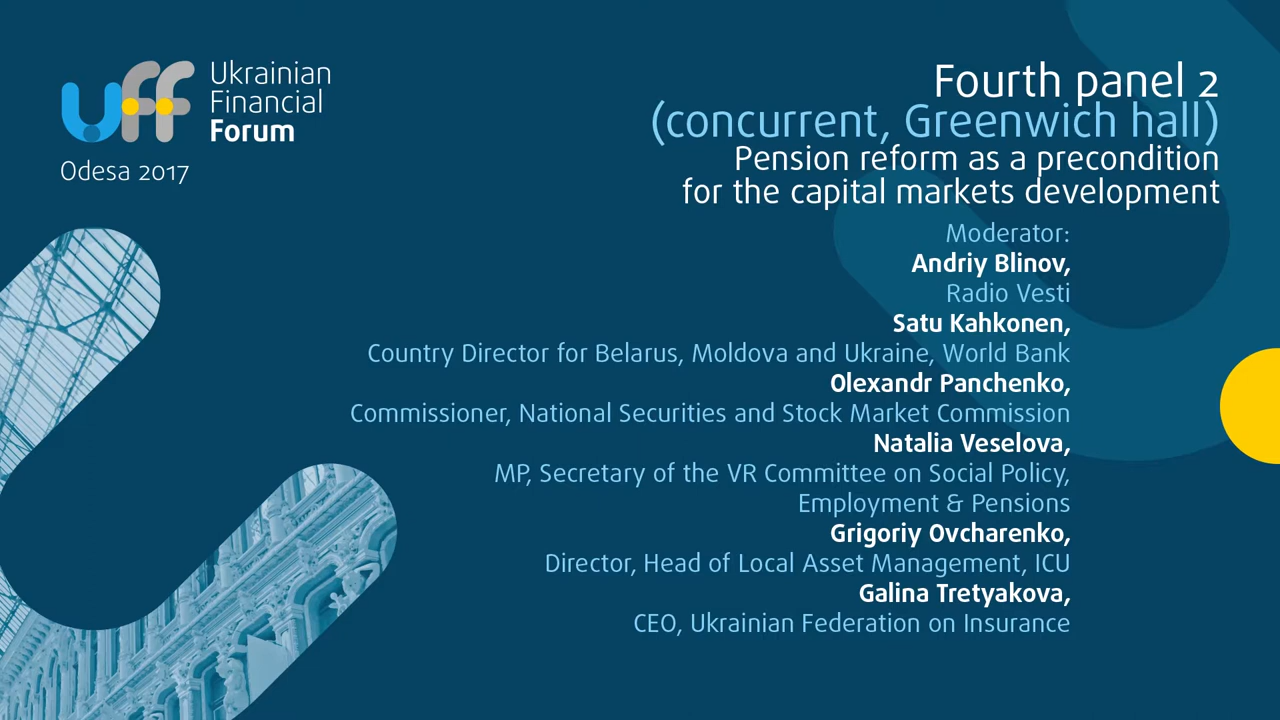 uff
Ukrainian
Financial
Forum
Odesa 2017
Fourth panel 2
(concurrent, Greenwich hall)
Pension reform as a precondition
for the capital markets development
Moderator:
Andriy Blinov,
Radio Vesti
Satu Kahkonen,
Country Director for Belarus, Moldova and Ukraine, World Bank
Olexandr Panchenko,
Commissioner, National Securities and Stock Market Commission
Natalia Veselova,
MP, Secretary of the VR Committee on Social Policy,
Employment & Pensions
Grigoriy Ovcharenko,
Director, Head of Local Asset Management, ICU
Galina Tretyakova,
CEO, Ukrainian Federation on Insurance